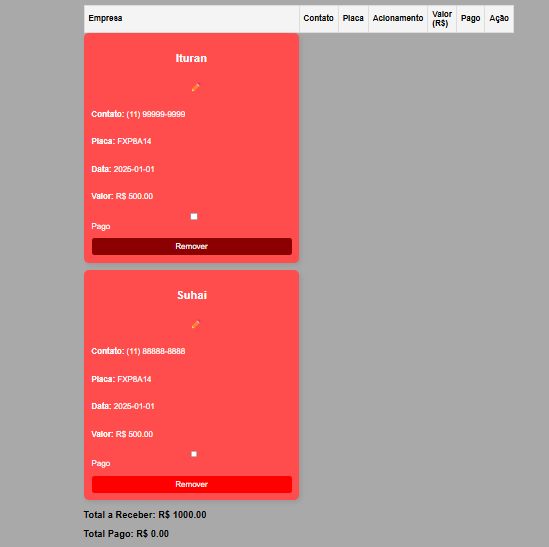 Empresa Contato Placa Acionamento Valor (R$) Pago Ação
Ituran
Contato: (11) 99999-9999
Placa: FXP8A14
Data: 2025-01-01
Valor: R$ 500.00
Pago
Remover
Suhai
Contato: (11) 88888-8888
Placa: FXP8A14
Data: 2025-01-01
Valor: R$ 500.00
Pago
Remover
Total a Receber: R$ 1000.00
Total Pago: R$ 0.00